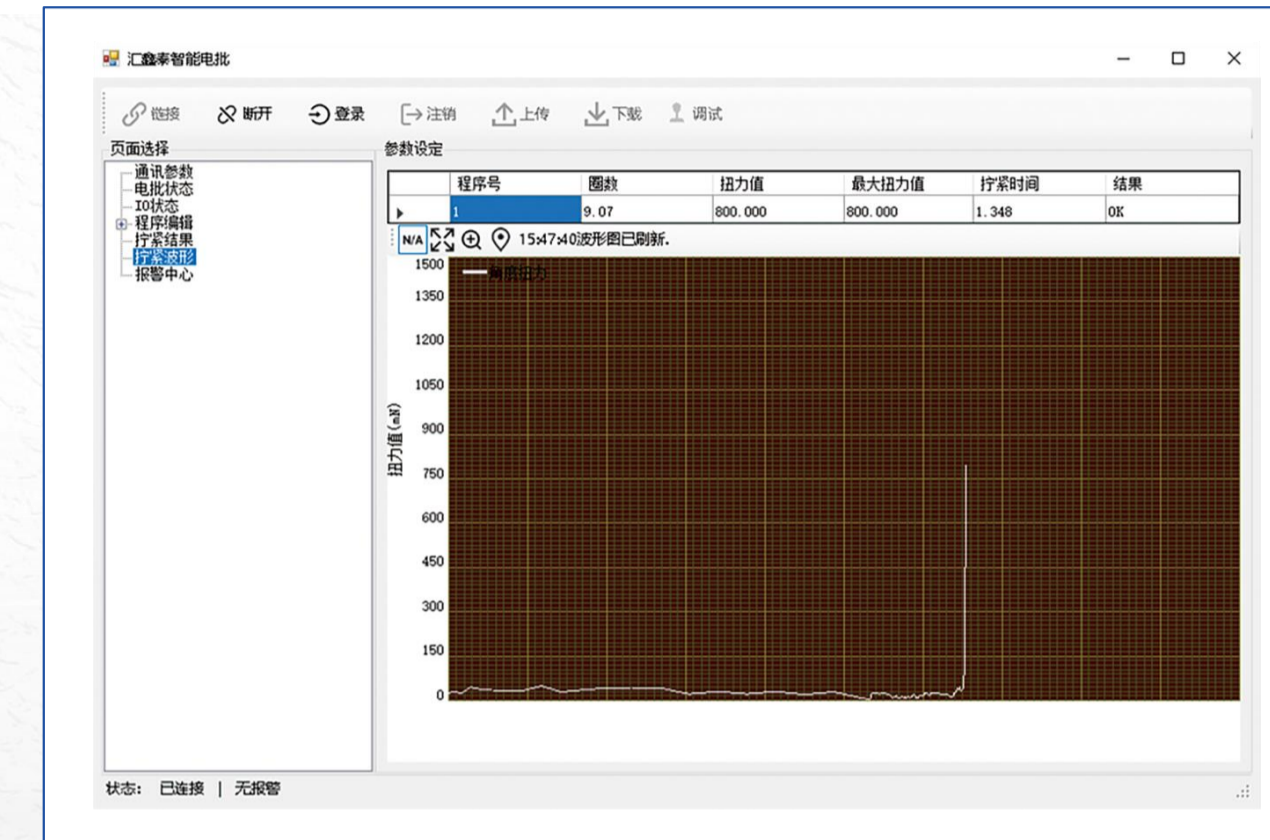 汇鑫泰智能电批
链接 断开 登录 注销 上传 下载 调试
页面选择
通讯参数
电批状态
IO状态
程序编辑
拧紧结果
拧紧波形
报警中心
参数设定
程序号 圈数 扭力值 最大扭力值 拧紧时间 结果
1 9.07 800.000 800.000 1.348 OK
N/A 15:47:40波形图已刷新.
角度扭力
扭力值(mN)
1500
1350
1200
1050
900
750
600
450
300
150
0
状态: 已连接 | 无报警